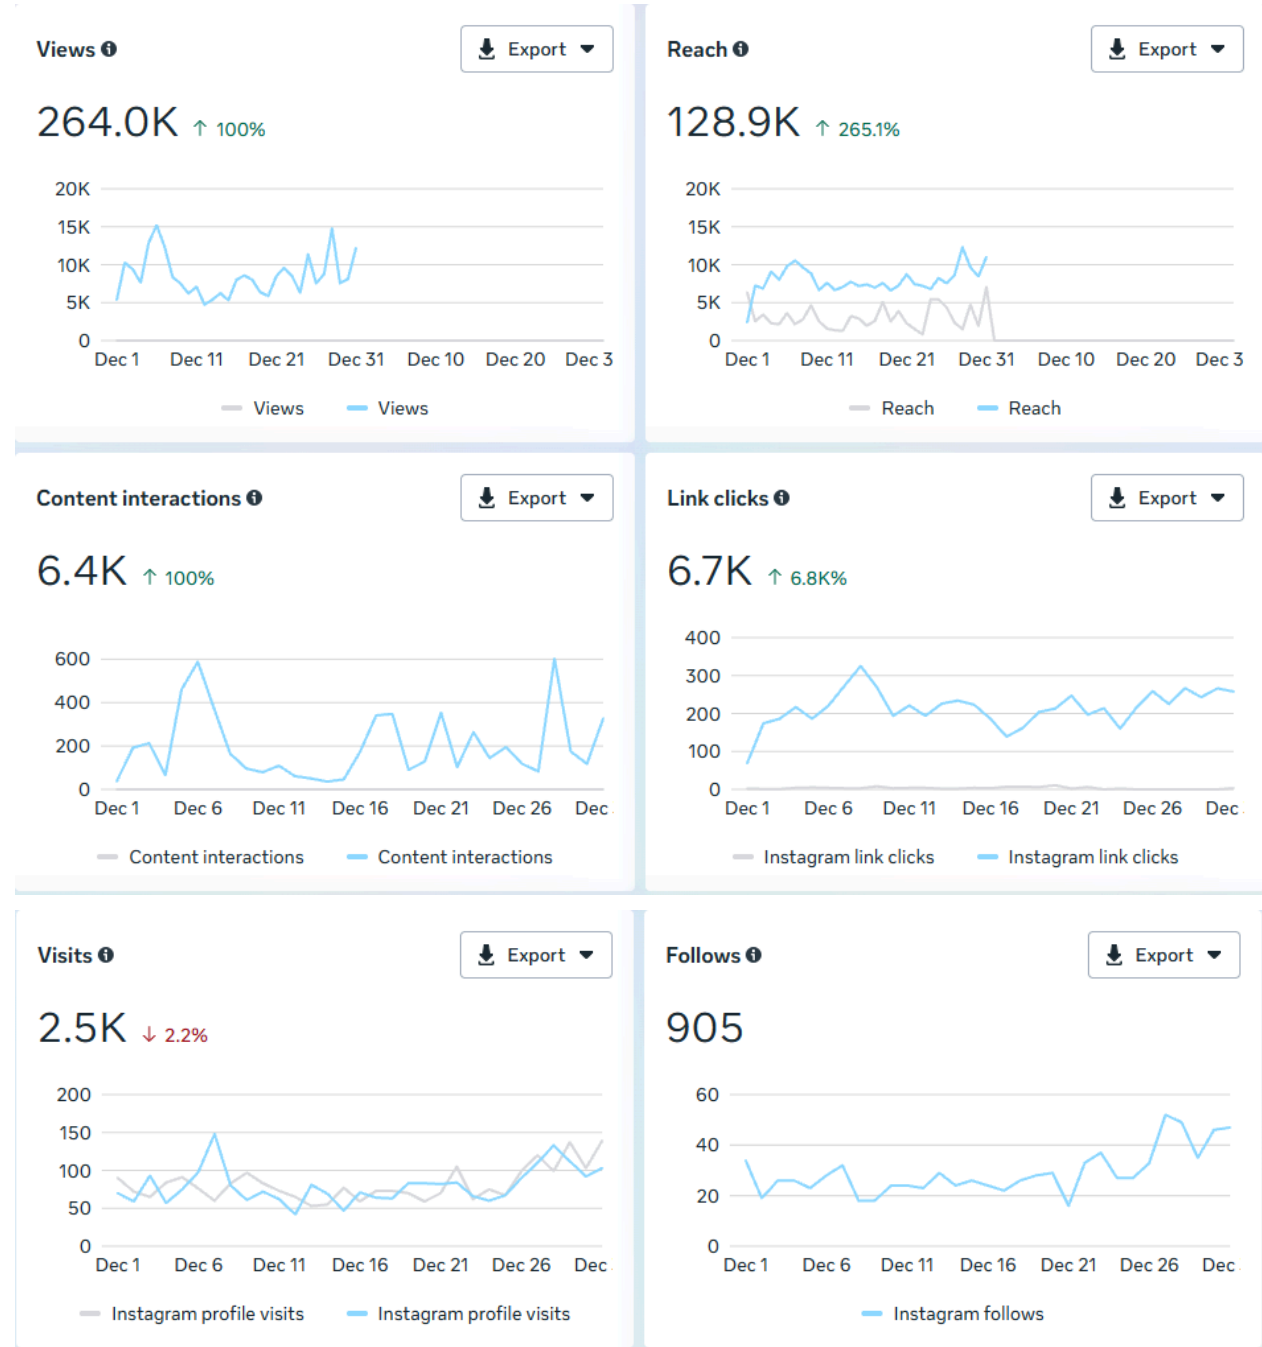 Views
Export
264.0K ↑ 100%
20K
15K
10K
5K
0
Dec 1 Dec 11 Dec 21 Dec 31 Dec 10 Dec 20 Dec 3
Views Views
Reach
Export
128.9K ↑ 265.1%
20K
15K
10K
5K
0
Dec 1 Dec 11 Dec 21 Dec 31 Dec 10 Dec 20 Dec 3
Reach Reach
Content interactions
Export
6.4K ↑ 100%
600
400
200
0
Dec 1 Dec 6 Dec 11 Dec 16 Dec 21 Dec 26 Dec
Content interactions Content interactions
Link clicks
Export
6.7K ↑ 6.8K%
400
300
200
100
0
Dec 1 Dec 6 Dec 11 Dec 16 Dec 21 Dec 26 Dec
Instagram link clicks Instagram link clicks
Visits
Export
2.5K ↓ 2.2%
200
150
100
50
0
Dec 1 Dec 6 Dec 11 Dec 16 Dec 21 Dec 26 Dec
Instagram profile visits Instagram profile visits
Follows
Export
905
60
40
20
0
Dec 1 Dec 6 Dec 11 Dec 16 Dec 21 Dec 26 Dec
Instagram follows